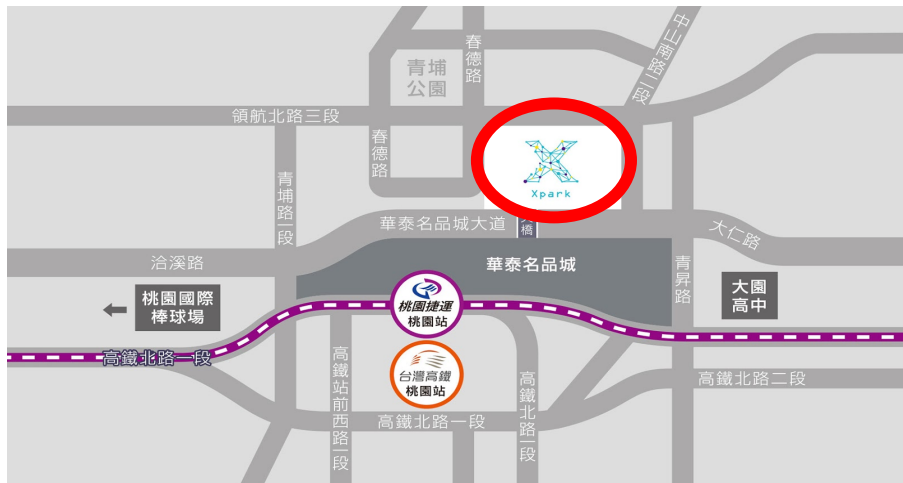 中山南路二段
春德路
青埔
公園
領航北路三段
春德路
Xpark
青埔路一段
華泰名品城大道
橋
大仁路
洽溪路
華泰名品城
青昇路
桃園國際
棒球場
大園
高中
桃園捷運
桃園站
高鐵北路一段
台灣高鐵
桃園站
高鐵站前西路一段
高鐵北路一段
高鐵北路二段
高鐵北路一段